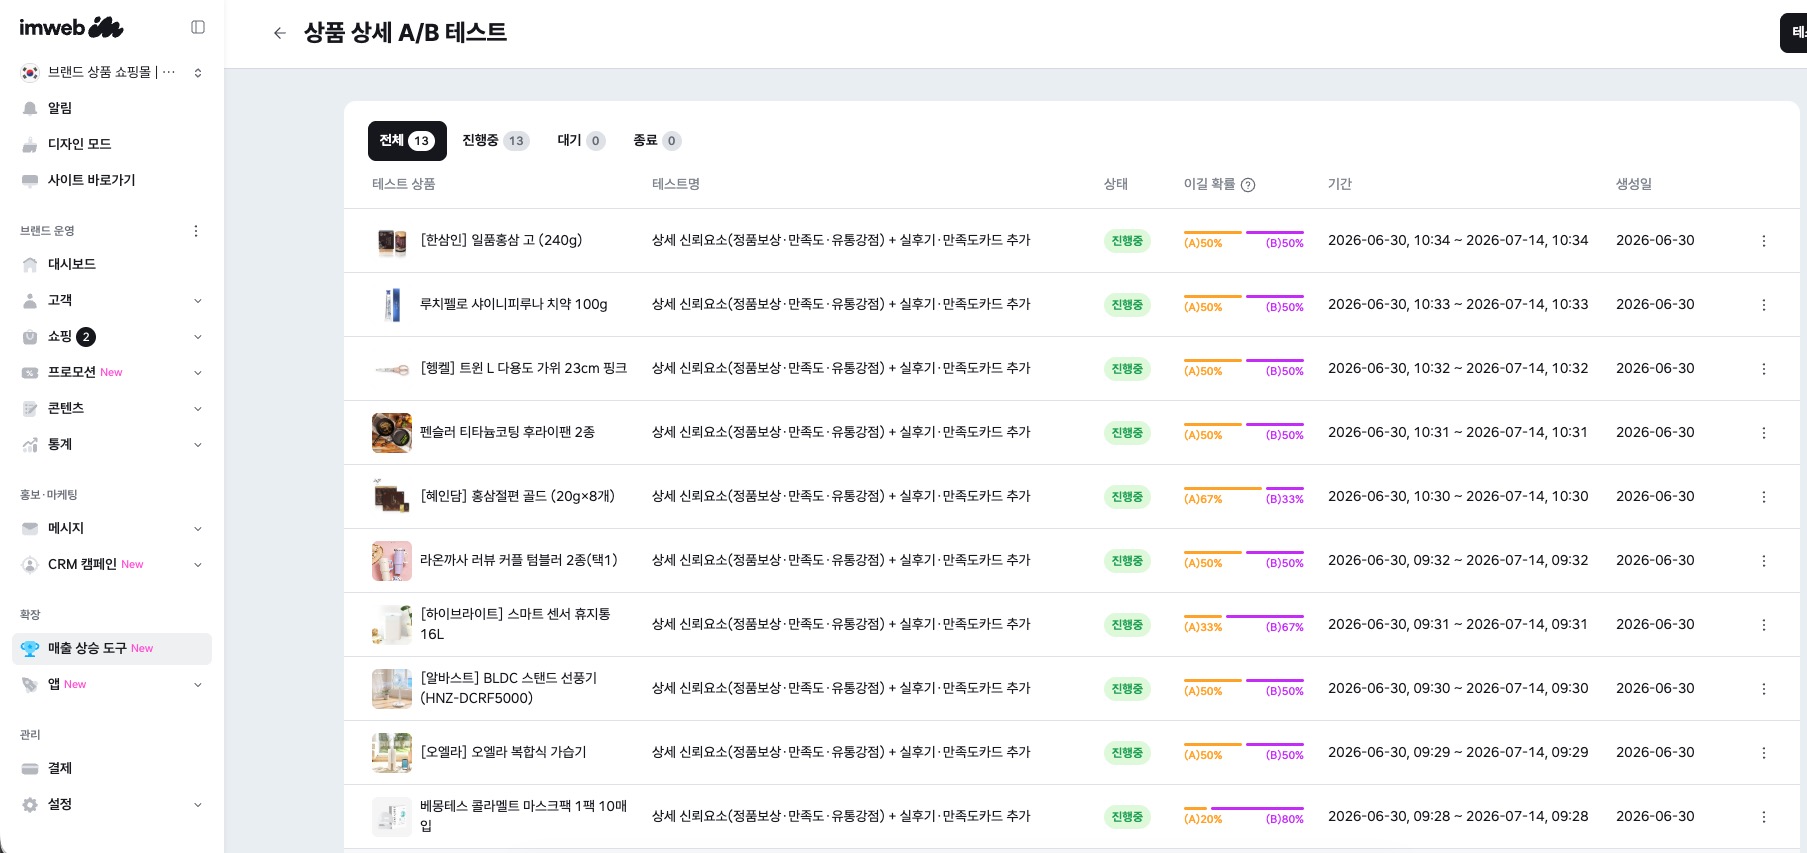 imweb
브랜드 상품 쇼핑몰 | ⋯
알림
디자인 모드
사이트 바로가기
브랜드 운영
대시보드
고객
쇼핑 2
프로모션 New
콘텐츠
통계
홍보·마케팅
메시지
CRM 캠페인 New
확장
매출 상승 도구 New
앱 New
관리
결제
설정
상품 상세 A/B 테스트
전체 13 진행중 13 대기 0 종료 0
테스트 상품 테스트명 상태 이길 확률 ? 기간 생성일
[한삼인] 일품홍삼 고 (240g) 상세 신뢰요소(정품보상·만족도·유통강점) + 실후기·만족도카드 추가 진행중 (A)50% (B)50% 2026-06-30, 10:34 ~ 2026-07-14, 10:34 2026-06-30
루치펠로 샤이니피루나 치약 100g 상세 신뢰요소(정품보상·만족도·유통강점) + 실후기·만족도카드 추가 진행중 (A)50% (B)50% 2026-06-30, 10:33 ~ 2026-07-14, 10:33 2026-06-30
[헹켈] 트윈 L 다용도 가위 23cm 핑크 상세 신뢰요소(정품보상·만족도·유통강점) + 실후기·만족도카드 추가 진행중 (A)50% (B)50% 2026-06-30, 10:32 ~ 2026-07-14, 10:32 2026-06-30
펜슬러 티타늄코팅 후라이팬 2종 상세 신뢰요소(정품보상·만족도·유통강점) + 실후기·만족도카드 추가 진행중 (A)50% (B)50% 2026-06-30, 10:31 ~ 2026-07-14, 10:31 2026-06-30
[혜인담] 홍삼절편 골드 (20g×8개) 상세 신뢰요소(정품보상·만족도·유통강점) + 실후기·만족도카드 추가 진행중 (A)67% (B)33% 2026-06-30, 10:30 ~ 2026-07-14, 10:30 2026-06-30
라온까사 러뷰 커플 텀블러 2종(택1) 상세 신뢰요소(정품보상·만족도·유통강점) + 실후기·만족도카드 추가 진행중 (A)50% (B)50% 2026-06-30, 09:32 ~ 2026-07-14, 09:32 2026-06-30
[하이브라이트] 스마트 센서 휴지통
16L 상세 신뢰요소(정품보상·만족도·유통강점) + 실후기·만족도카드 추가 진행중 (A)33% (B)67% 2026-06-30, 09:31 ~ 2026-07-14, 09:31 2026-06-30
[알바스트] BLDC 스탠드 선풍기
(HNZ-DCRF5000) 상세 신뢰요소(정품보상·만족도·유통강점) + 실후기·만족도카드 추가 진행중 (A)50% (B)50% 2026-06-30, 09:30 ~ 2026-07-14, 09:30 2026-06-30
[오엘라] 오엘라 복합식 가습기 상세 신뢰요소(정품보상·만족도·유통강점) + 실후기·만족도카드 추가 진행중 (A)50% (B)50% 2026-06-30, 09:29 ~ 2026-07-14, 09:29 2026-06-30
베몽테스 콜라멜트 마스크팩 1팩 10매
입 상세 신뢰요소(정품보상·만족도·유통강점) + 실후기·만족도카드 추가 진행중 (A)20% (B)80% 2026-06-30, 09:28 ~ 2026-07-14, 09:28 2026-06-30